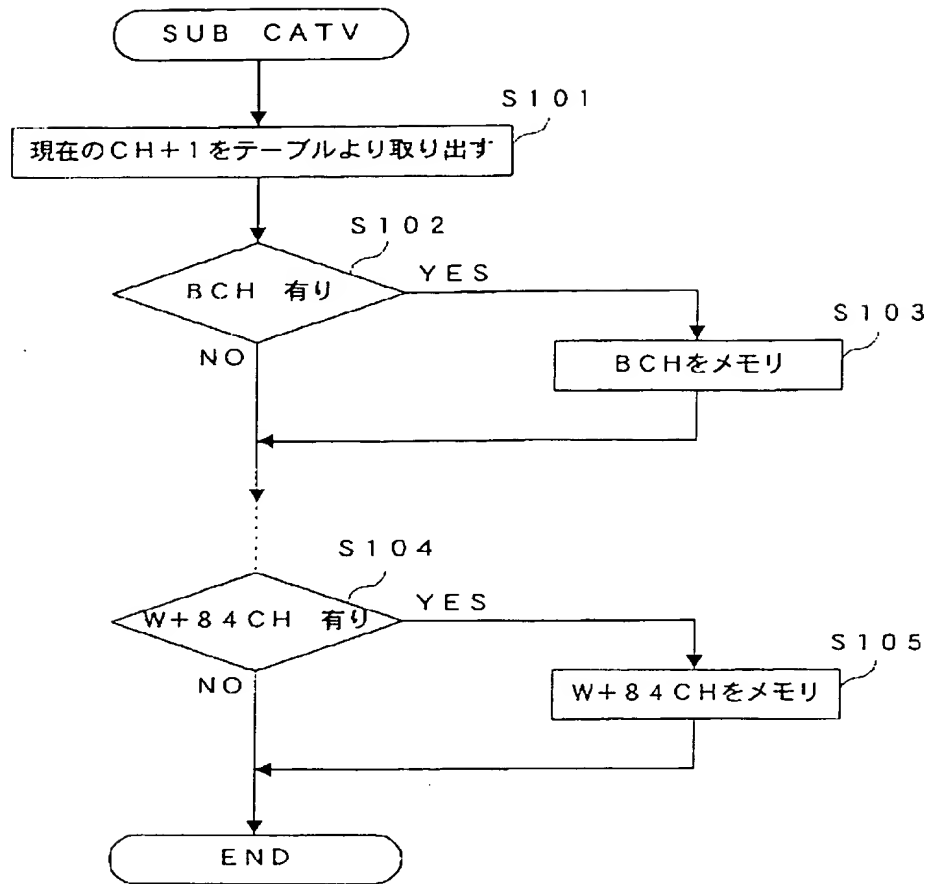 SUB CATV
S101
現在のCH+1をテーブルより取り出す
S102
BCH 有り
YES
NO
S103
BCHをメモリ
S104
W+84CH 有り
YES
NO
S105
W+84CHをメモリ
END